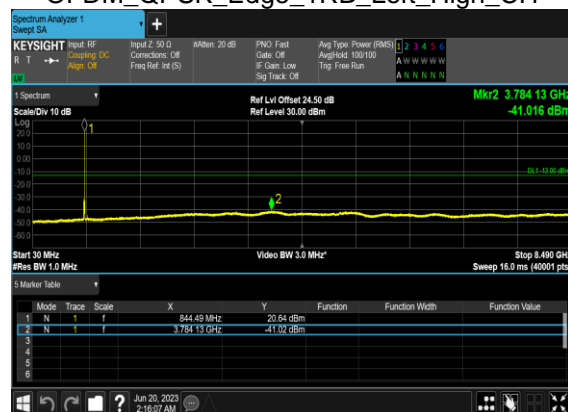 OFDM_QPSK_Edge_1RB_Left_High_CH
Spectrum Analyzer 1
Swept SA
+
KEYSIGHT Input: RF Input Z: 50 Ω #Atten: 20 dB PNO: Fast Avg Type: Power (RMS) 1 2 3 4 5 6
R T Coupling: DC Corrections: Off Gate: Off Avg|Hold: 100/100 A W W W W W
Align: Off Freq Ref: Int (S) IF Gain: Low Trig: Free Run
Sig Track: Off A N N N N N
1 Spectrum Ref Lvl Offset 24.50 dB Mkr2 3.784 13 GHz
Scale/Div 10 dB Ref Level 30.00 dBm -41.016 dBm
Log
20.0
10.0
0.00
-10.0
-20.0
-30.0
-40.0
-50.0
-60.0
1
DL1 -13.00 dBm
2
Start 30 MHz Video BW 3.0 MHz* Stop 8.490 GHz
#Res BW 1.0 MHz Sweep 16.0 ms (40001 pts)
5 Marker Table
Mode Trace Scale X Y Function Function Width Function Value
1 N 1 f 844.49 MHz 20.64 dBm
2 N 1 f 3.784 13 GHz -41.02 dBm
3
4
5
6
? Jun 20, 2023
2:16:07 AM